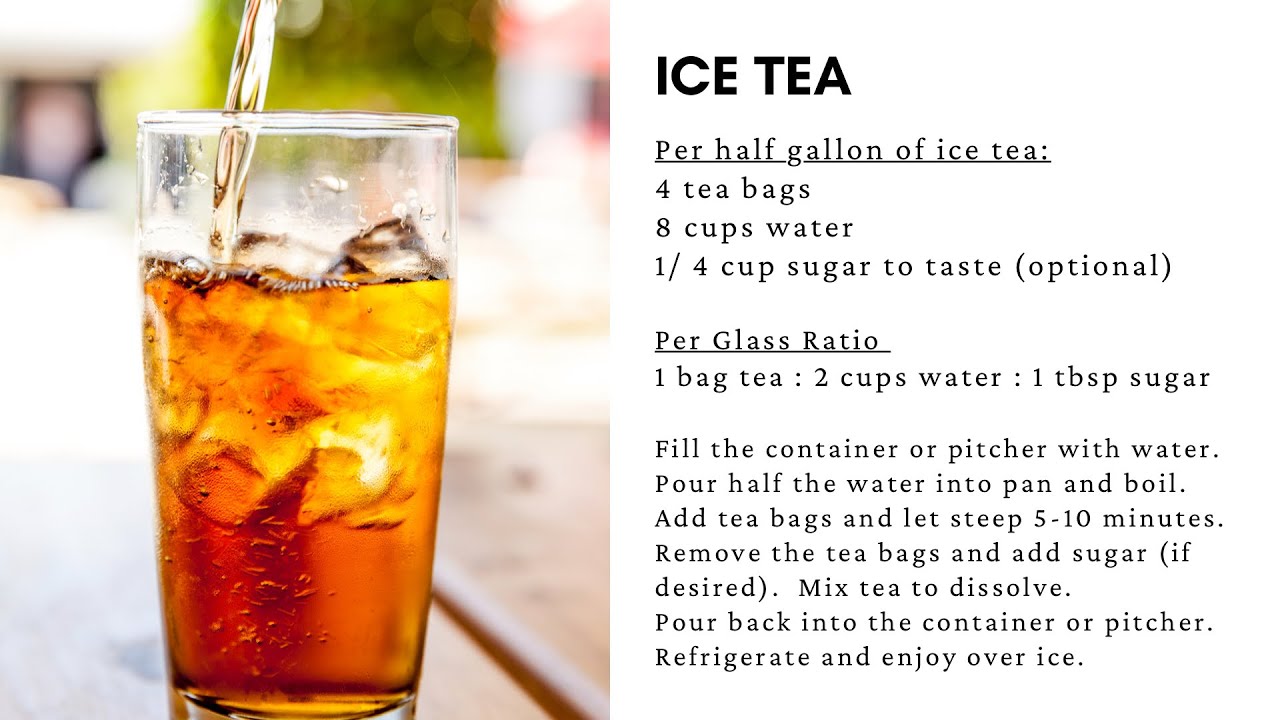 ICE TEA
Per half gallon of ice tea:
4 tea bags
8 cups water
1/ 4 cup sugar to taste (optional)
Per Glass Ratio
1 bag tea : 2 cups water : 1 tbsp sugar
Fill the container or pitcher with water.
Pour half the water into pan and boil.
Add tea bags and let steep 5-10 minutes.
Remove the tea bags and add sugar (if
desired).  Mix tea to dissolve.
Pour back into the container or pitcher.
Refrigerate and enjoy over ice.